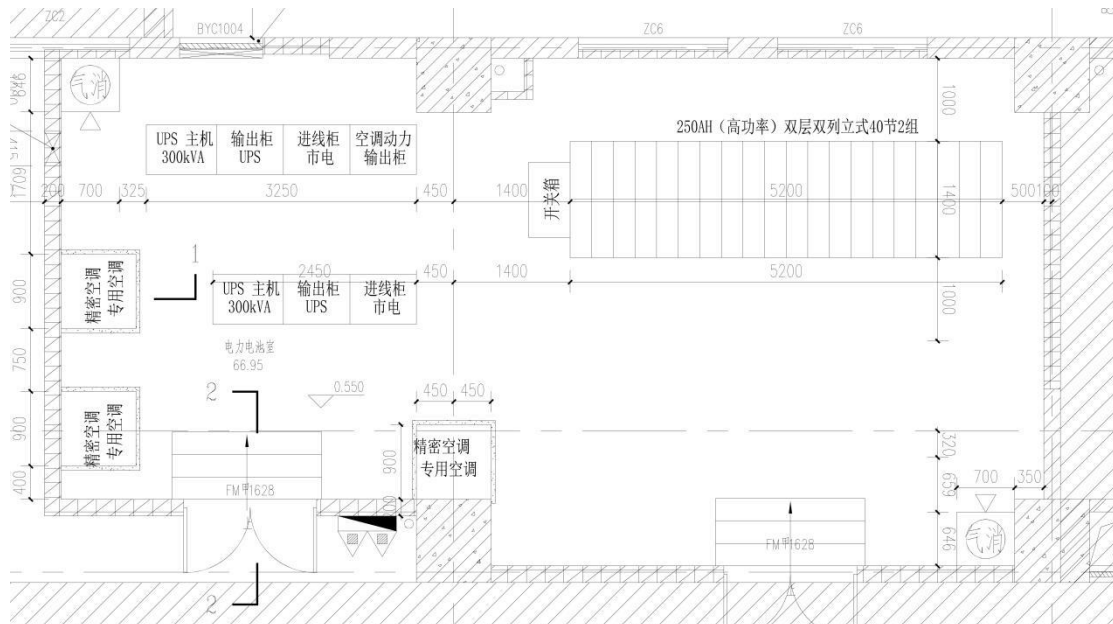 ZC2
BYC1004
ZC6
ZC6
646
1000
UPS 主机
300kVA
输出柜
UPS
进线柜
市电
空调动力
输出柜
250AH（高功率）双层双列立式40节2组
开关箱
1709
200
700
325
3250
450
1400
5200
1400
500
100
1
精密空调
专用空调
900
2450
450
1400
5200
1000
UPS 主机
300kVA
输出柜
UPS
进线柜
市电
电力电池室
66.95
750
2
0.550
450
450
精密空调
专用空调
900
精密空调
专用空调
900
320
659
700
350
400
FM甲1628
上
FM甲1628
上
646
2